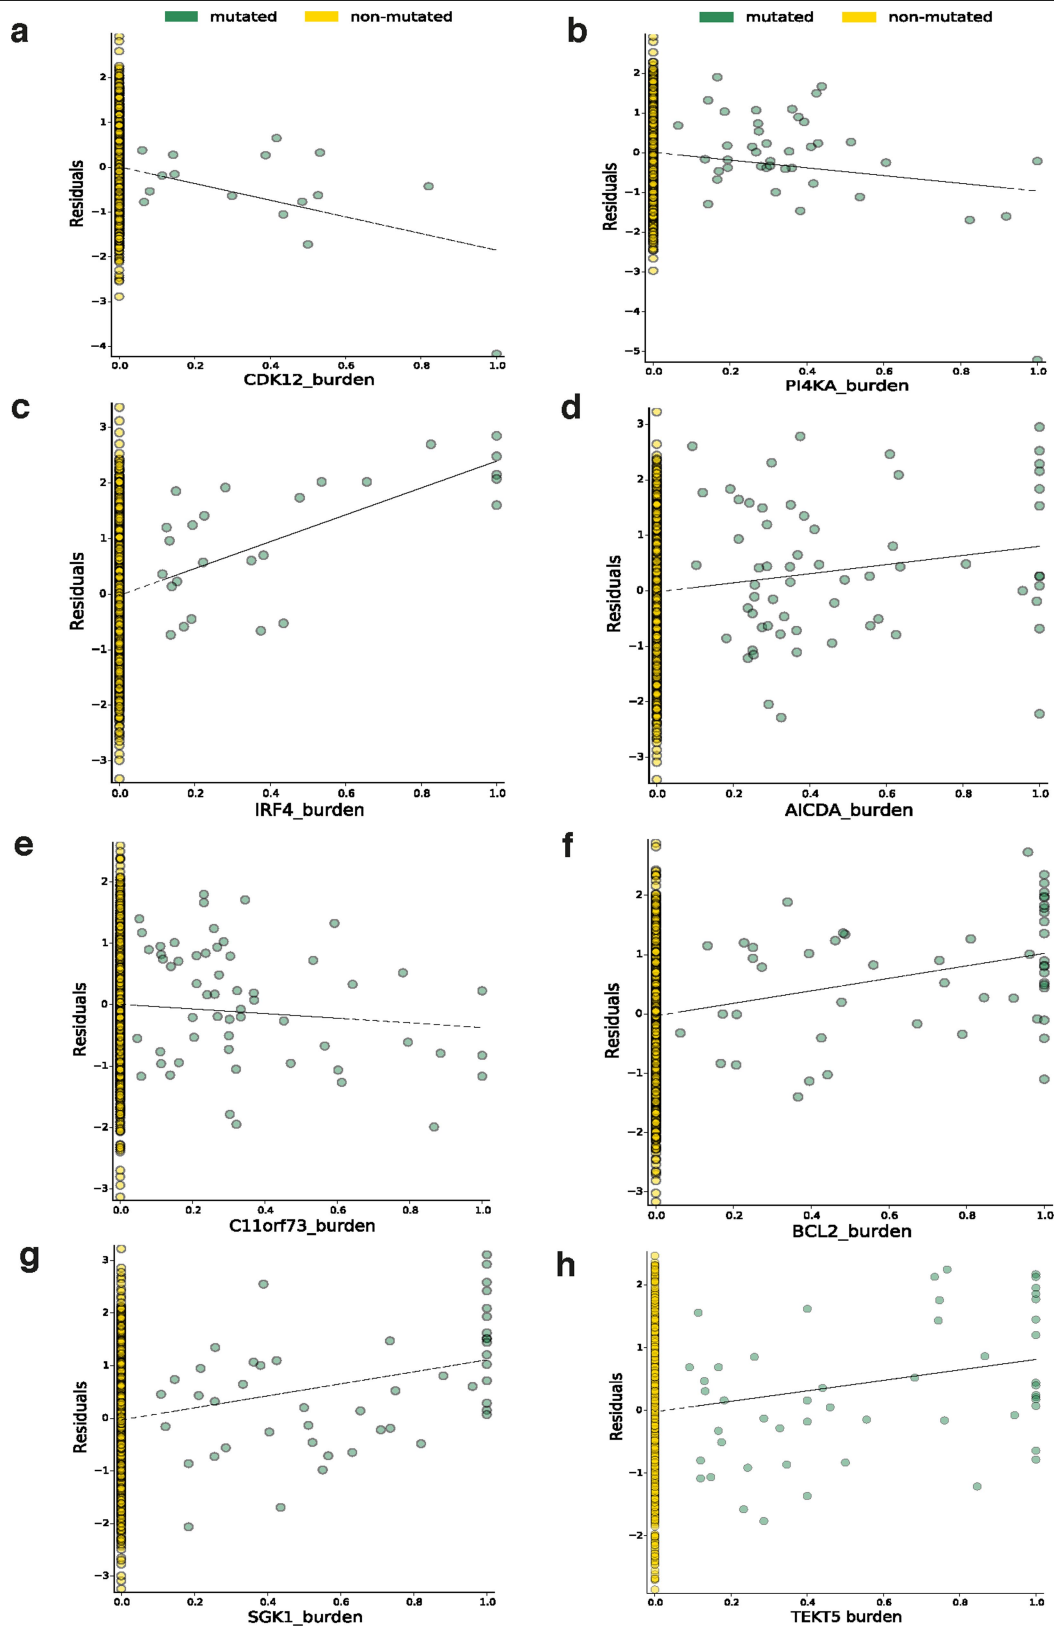 mutated non-mutated mutated non-mutated
a
2
1
0
−1
−2
−3
−4
Residuals
0.0 0.2 0.4 0.6 0.8 1.0
CDK12_burden
b
2
1
0
−1
−2
−3
−4
−5
Residuals
0.0 0.2 0.4 0.6 0.8 1.0
PI4KA_burden
c
3
2
1
0
−1
−2
−3
Residuals
0.0 0.2 0.4 0.6 0.8 1.0
IRF4_burden
d
3
2
1
0
−1
−2
−3
Residuals
0.0 0.2 0.4 0.6 0.8 1.0
AICDA_burden
e
2
1
0
−1
−2
−3
Residuals
0.0 0.2 0.4 0.6 0.8 1.0
C11orf73_burden
f
2
1
0
−1
−2
−3
Residuals
0.0 0.2 0.4 0.6 0.8 1.0
BCL2_burden
g
3
2
1
0
−1
−2
−3
Residuals
0.0 0.2 0.4 0.6 0.8 1.0
SGK1_burden
h
2
1
0
−1
−2
Residuals
0.0 0.2 0.4 0.6 0.8 1.0
TEKT5 burden